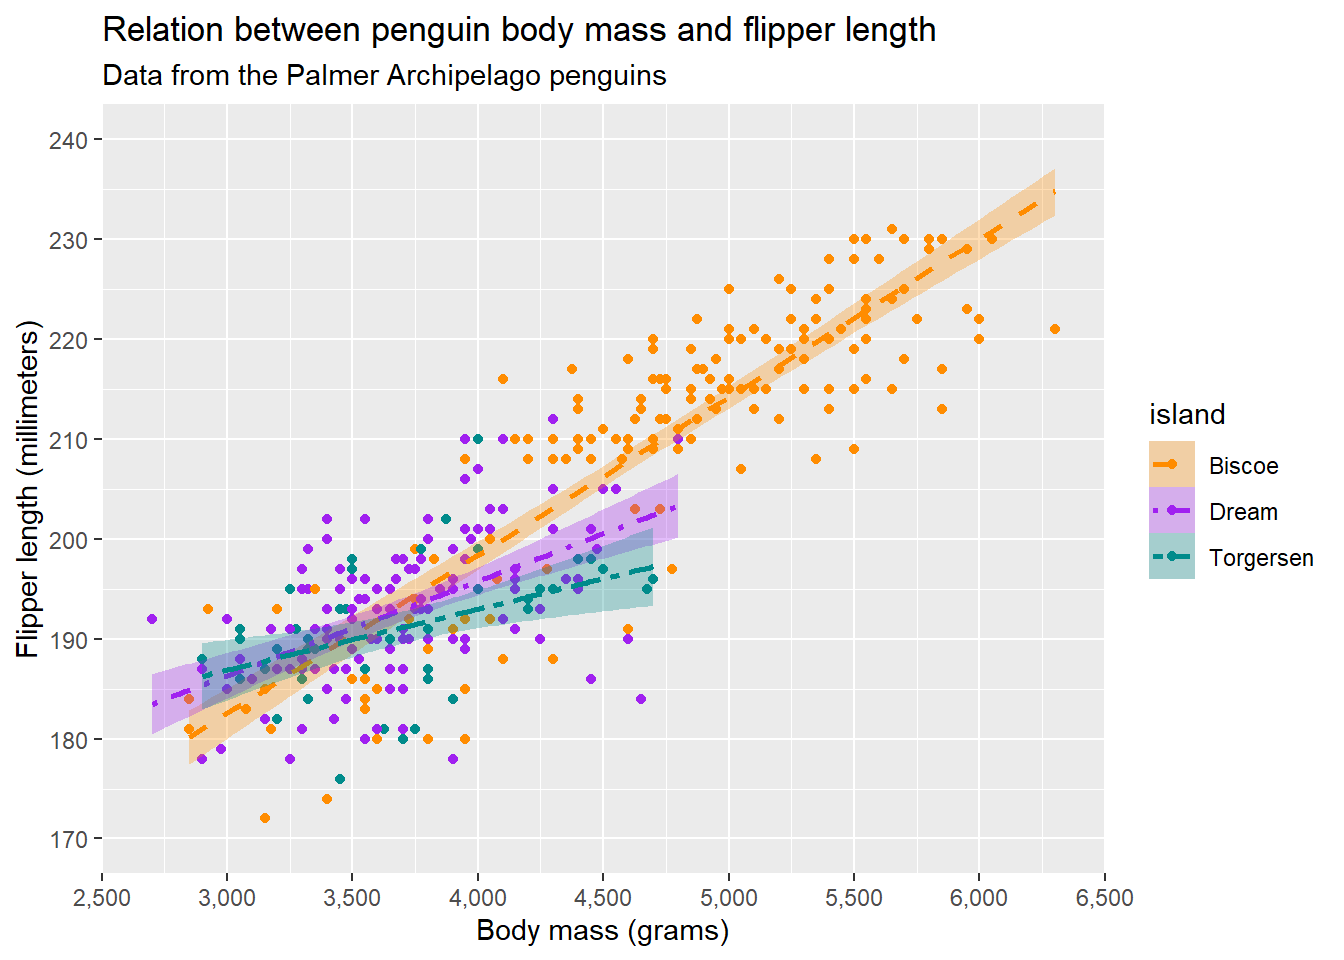 Relation between penguin body mass and flipper length
Data from the Palmer Archipelago penguins
240
230
220
210
200
190
180
170
Flipper length (millimeters)
2,500 3,000 3,500 4,000 4,500 5,000 5,500 6,000 6,500
Body mass (grams)
island
Biscoe
Dream
Torgersen